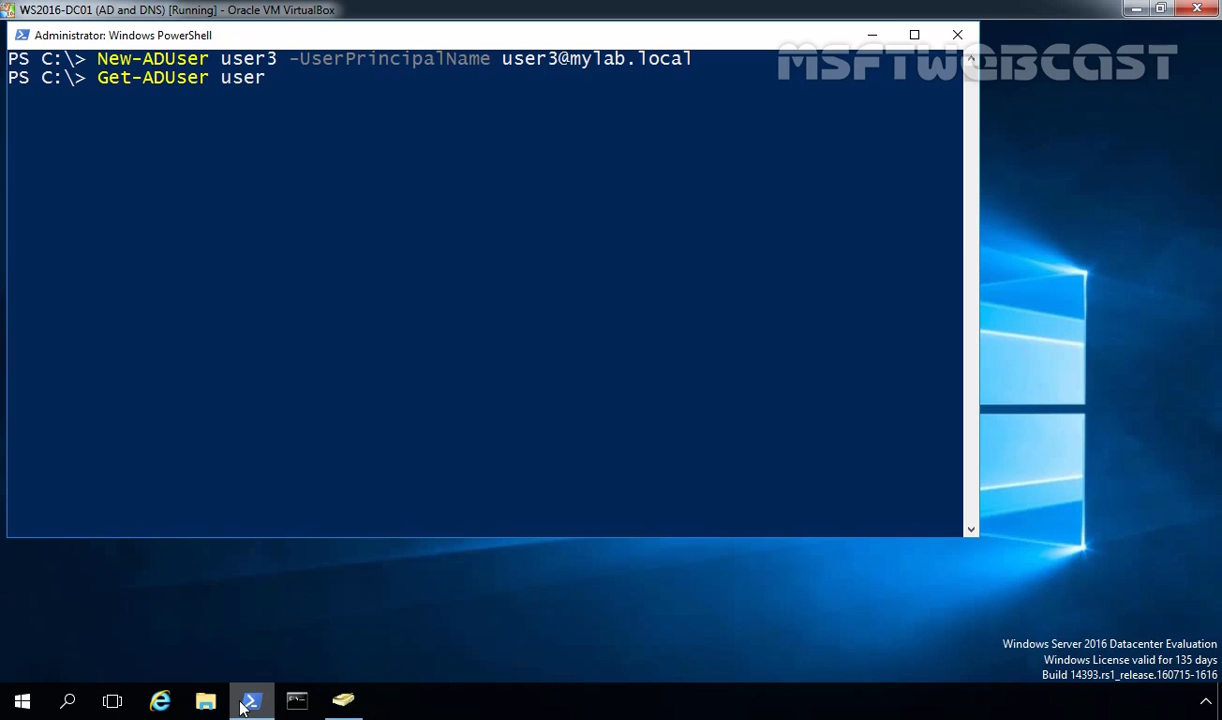 WS2016-DC01 (AD and DNS) [Running] - Oracle VM VirtualBox
Administrator: Windows PowerShell
MSFTWEBCAST
PS C:\> New-ADUser user3 -UserPrincipalName user3@mylab.local
PS C:\> Get-ADUser user
Windows Server 2016 Datacenter Evaluation
Windows License valid for 135 days
Build 14393.rs1_release.160715-1616